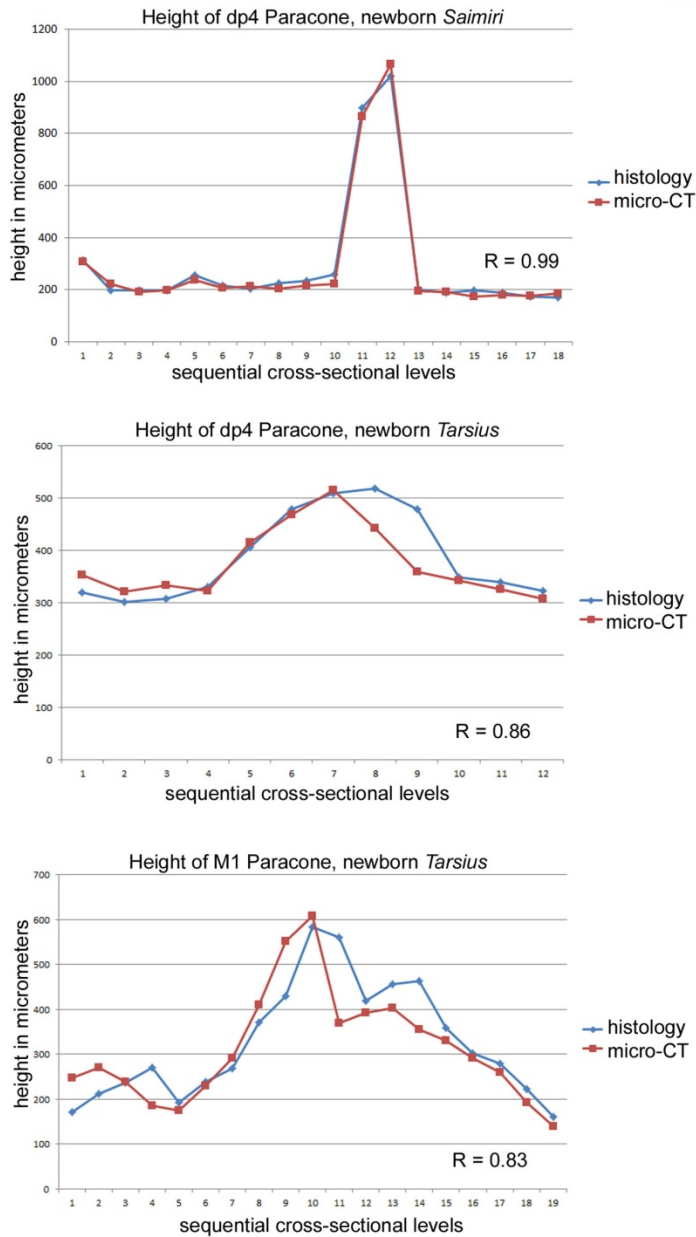 Height of dp4 Paracone, newborn Saimiri
height in micrometers
1200
1000
800
600
400
200
0
histology
micro-CT
R = 0.99
1 2 3 4 5 6 7 8 9 10 11 12 13 14 15 16 17 18
sequential cross-sectional levels
Height of dp4 Paracone, newborn Tarsius
height in micrometers
600
500
400
300
200
100
0
histology
micro-CT
R = 0.86
1 2 3 4 5 6 7 8 9 10 11 12
sequential cross-sectional levels
Height of M1 Paracone, newborn Tarsius
height in micrometers
700
600
500
400
300
200
100
0
histology
micro-CT
R = 0.83
1 2 3 4 5 6 7 8 9 10 11 12 13 14 15 16 17 18 19
sequential cross-sectional levels